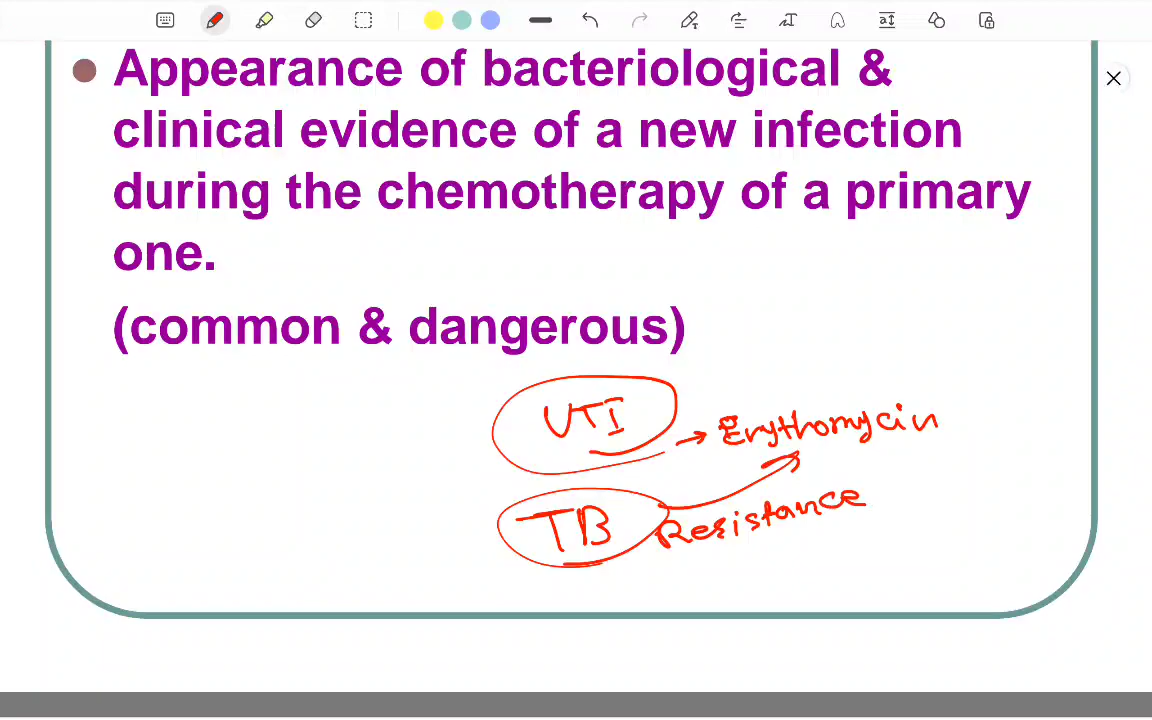 Appearance of bacteriological &
clinical evidence of a new infection
during the chemotherapy of a primary
one.
(common & dangerous)
UTI → Erythomycin
TB Resistance